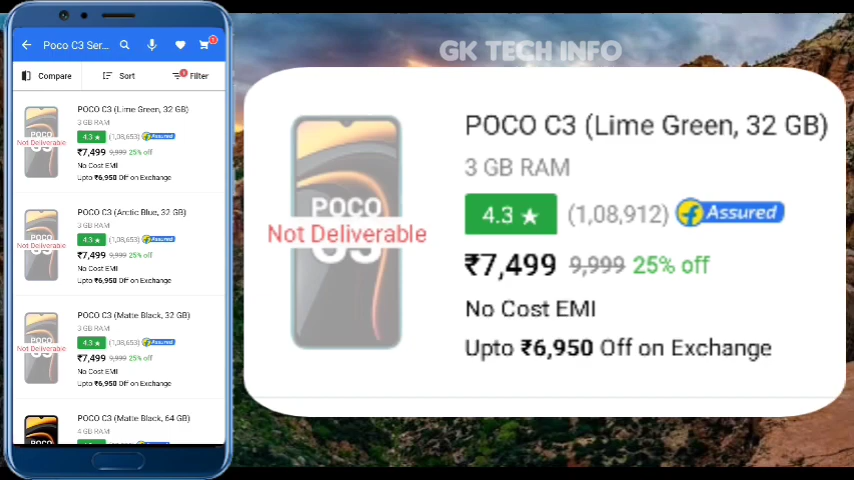 Poco C3 Ser...
Compare
Sort
Filter
POCO C3 (Lime Green, 32 GB)
3 GB RAM
4.3 ★ (1,08,653) Assured
₹7,499 9,999 25% off
No Cost EMI
Upto ₹6,950 Off on Exchange
Not Deliverable
POCO C3 (Arctic Blue, 32 GB)
3 GB RAM
4.3 ★ (1,08,653) Assured
₹7,499 9,999 25% off
No Cost EMI
Upto ₹6,950 Off on Exchange
Not Deliverable
POCO C3 (Matte Black, 32 GB)
3 GB RAM
4.3 ★ (1,08,653) Assured
₹7,499 9,999 25% off
No Cost EMI
Upto ₹6,950 Off on Exchange
Not Deliverable
POCO C3 (Matte Black, 64 GB)
4 GB RAM
GK TECH INFO
POCO
Not Deliverable
POCO C3 (Lime Green, 32 GB)
3 GB RAM
4.3 ★ (1,08,912) Assured
₹7,499 9,999 25% off
No Cost EMI
Upto ₹6,950 Off on Exchange